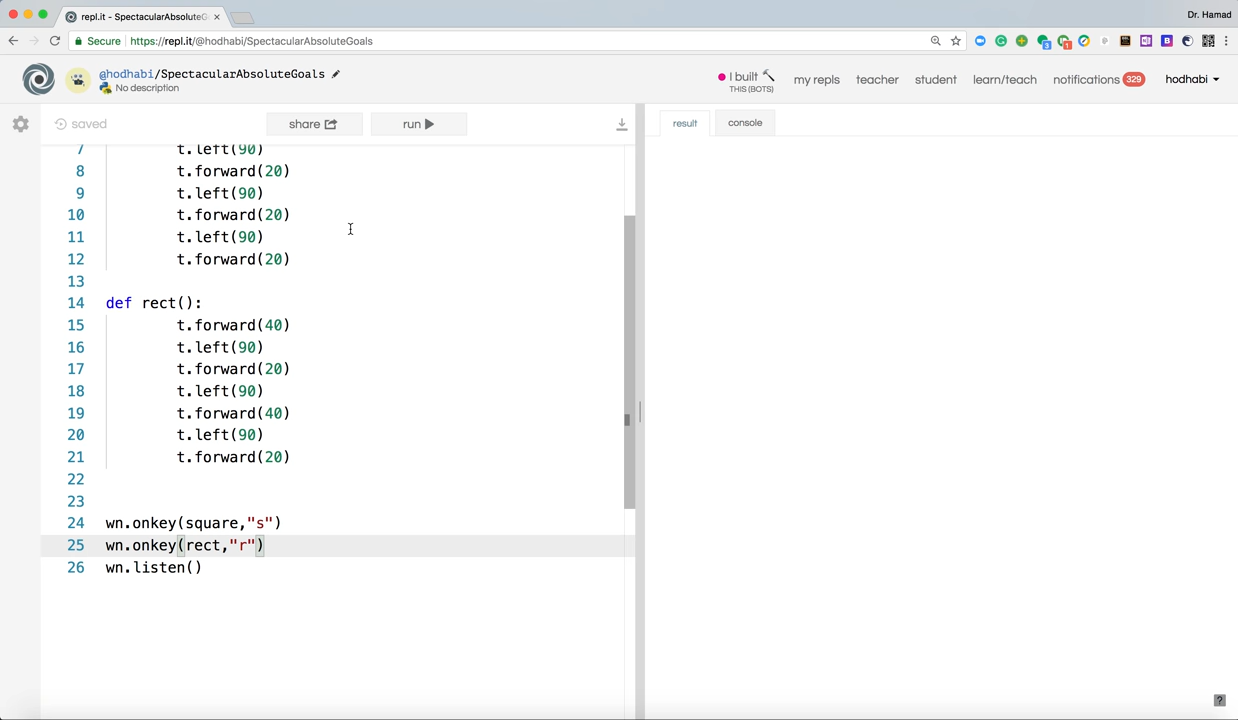 repl.it - SpectacularAbsoluteG
Dr. Hamad
Secure https://repl.it/@hodhabi/SpectacularAbsoluteGoals
3
1
@hodhabi/SpectacularAbsoluteGoals
No description
I built
THIS (BOTS)
my repls
teacher
student
learn/teach
notifications 329
hodhabi
saved
share
run
result
console
7 t.left(90)
8 t.forward(20)
9 t.left(90)
10 t.forward(20)
11 t.left(90)
12 t.forward(20)
13
14 def rect():
15 t.forward(40)
16 t.left(90)
17 t.forward(20)
18 t.left(90)
19 t.forward(40)
20 t.left(90)
21 t.forward(20)
22
23
24 wn.onkey(square,"s")
25 wn.onkey(rect,"r")
26 wn.listen()
?